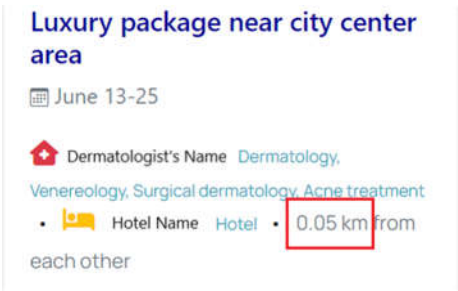 Luxury package near city center
area
June 13-25
Dermatologist's Name Dermatology,
Venereology, Surgical dermatology, Acne treatment
• Hotel Name Hotel • 0.05 km from
each other